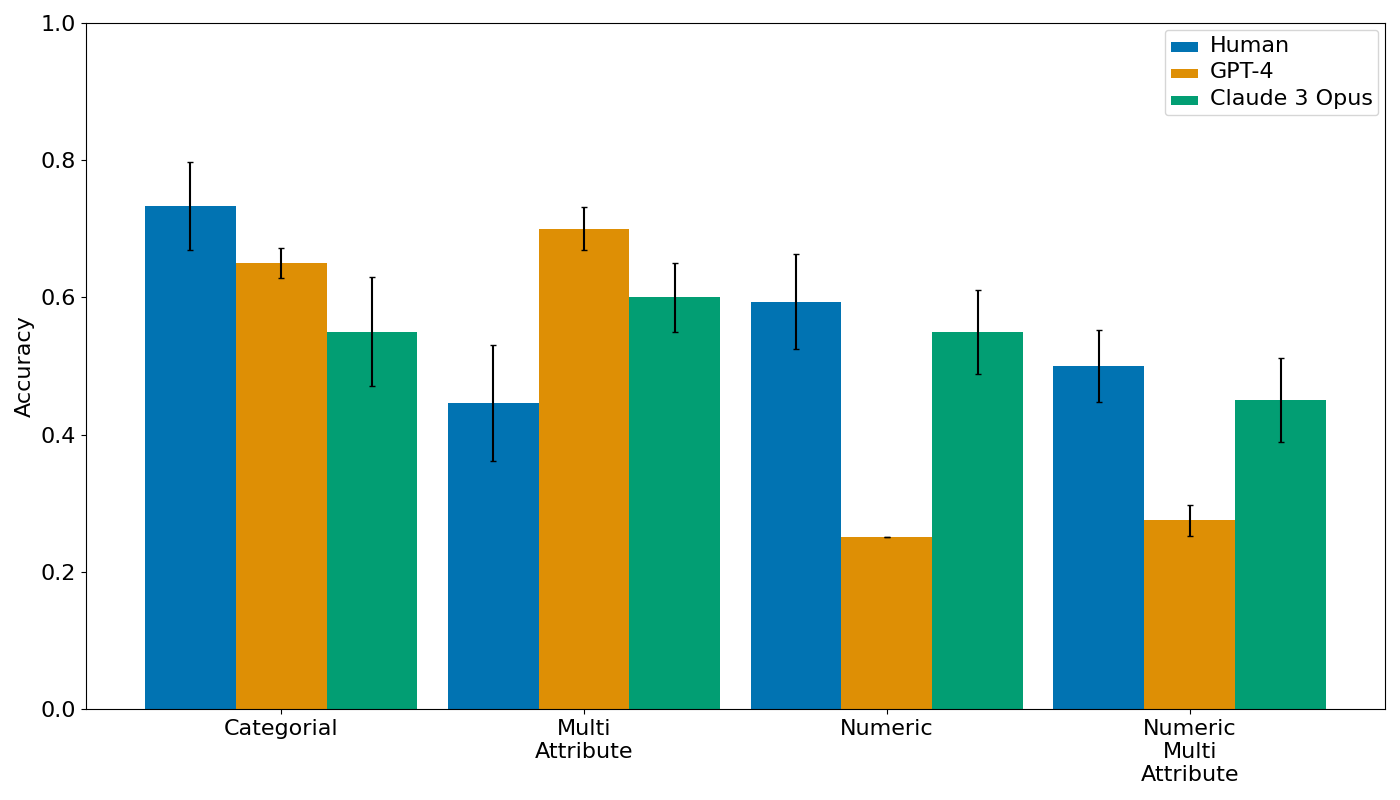 1.0
0.8
0.6
0.4
0.2
0.0
Accuracy
Human
GPT-4
Claude 3 Opus
Categorial
Multi
Attribute
Numeric
Numeric
Multi
Attribute